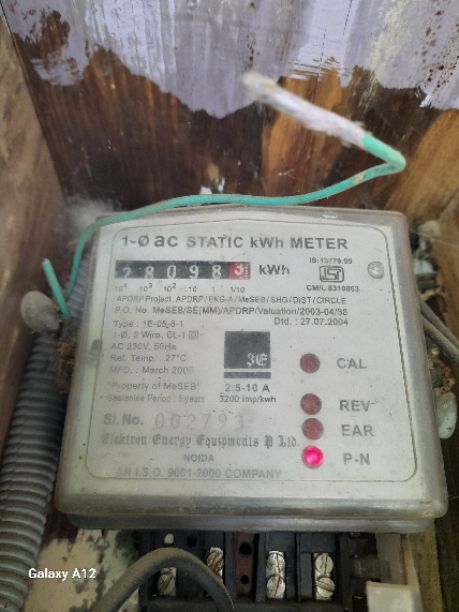 1-Ø ac STATIC kWh METER
IS:13779:99
28098 3 kWh
CM/L 8310863
10⁴ 10³ 10² 10 1 1/10
APDRP Project, APDRP/PKG-A/MeSEB/SHG/DIST/CIRCLE
P.O. No. MeSEB/SE(MM)/APDRP/Valuation/2003-04/35
Dtd. : 27.07.2004
Type : 1E-05-8-1
1-Ø, 2 Wire, CL-1
AC 230V, 50Hz
Ref. Temp. : 27°C
MFD. : March 2005
"Property of MeSEB"
2.5-10 A
Guarantee Period : 5years
3200 imp/kwh
CAL
REV
EAR
P-N
SI. No. 002793
Elektron Energy Equipments P Ltd.
NOIDA
AN I.S.O. 9001-2000 COMPANY
Galaxy A12